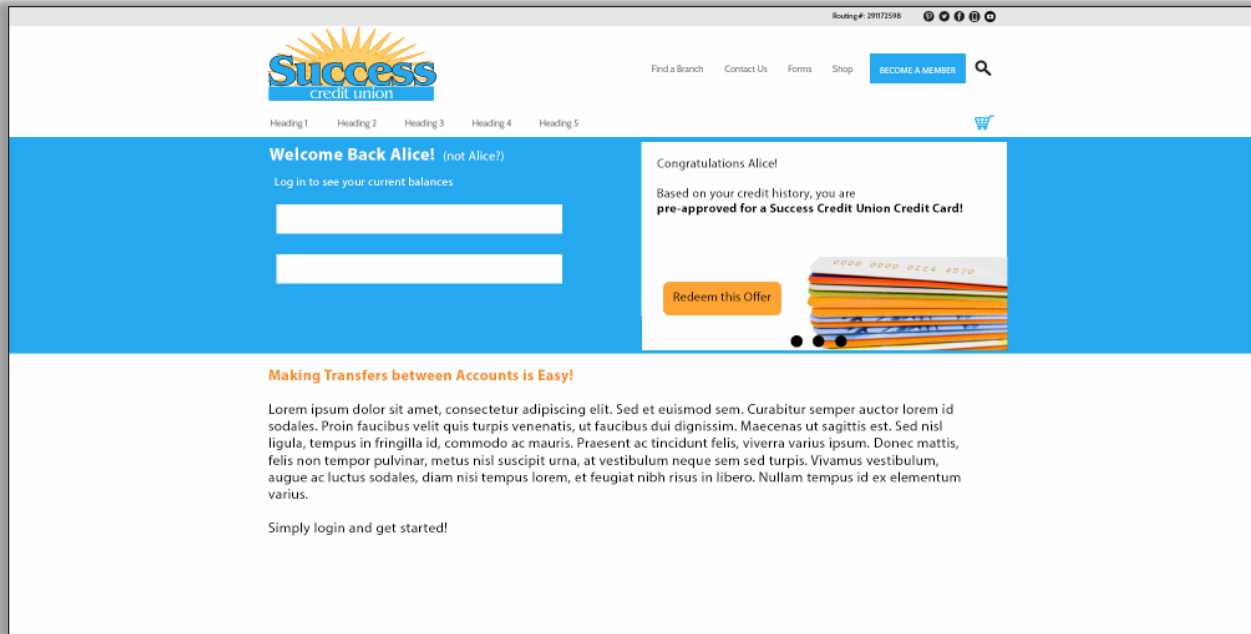 Routing#: 291172598
Success
credit union
Find a Branch Contact Us Forms Shop BECOME A MEMBER
Heading 1 Heading 2 Heading 3 Heading 4 Heading 5
Welcome Back Alice! (not Alice?)
Log in to see your current balances
Congratulations Alice!
Based on your credit history, you are
pre-approved for a Success Credit Union Credit Card!
0000 0000 0224 4570
Redeem this Offer
Making Transfers between Accounts is Easy!
Lorem ipsum dolor sit amet, consectetur adipiscing elit. Sed et euismod sem. Curabitur semper auctor lorem id
sodales. Proin faucibus velit quis turpis venenatis, ut faucibus dui dignissim. Maecenas ut sagittis est. Sed nisl
ligula, tempus in fringilla id, commodo ac mauris. Praesent ac tincidunt felis, viverra varius ipsum. Donec mattis,
felis non tempor pulvinar, metus nisl suscipit urna, at vestibulum neque sem sed turpis. Vivamus vestibulum,
augue ac luctus sodales, diam nisi tempus lorem, et feugiat nibh risus in libero. Nullam tempus id ex elementum
varius.
Simply login and get started!